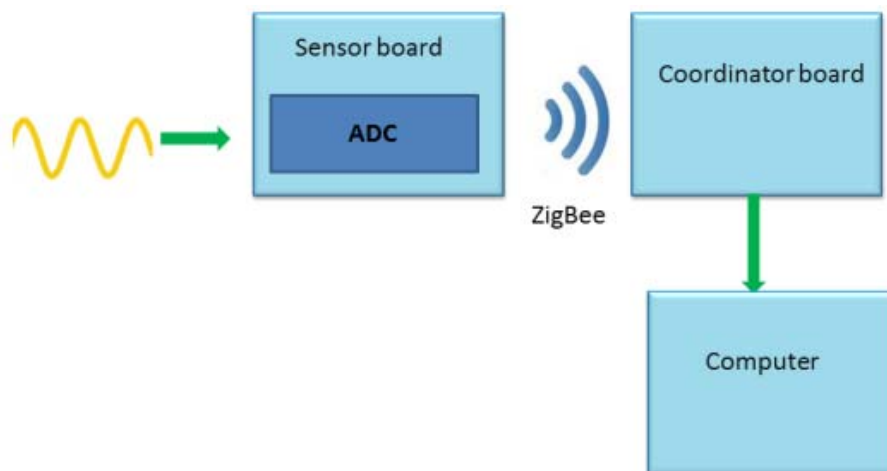 Sensor board
ADC
ZigBee
Coordinator board
Computer